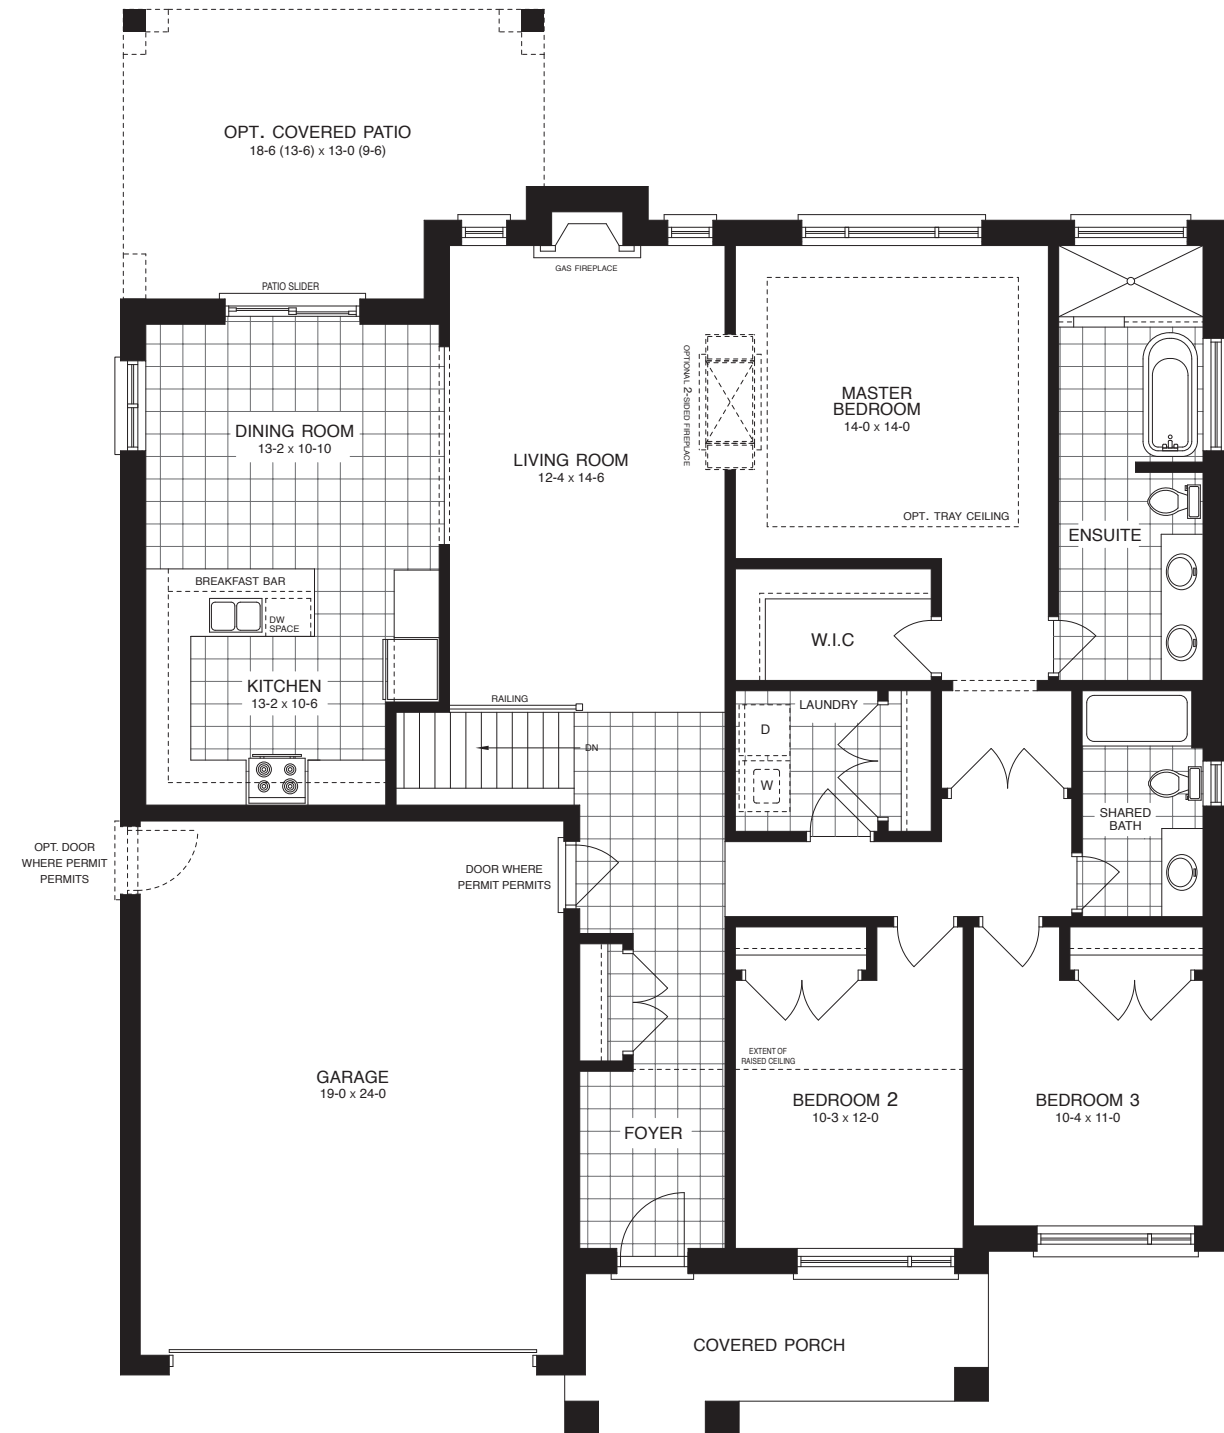 OPT. COVERED PATIO
18-6 (13-6) x 13-0 (9-6)
GAS FIREPLACE
PATIO SLIDER
OPTIONAL 2-SIDED FIREPLACE
MASTER
BEDROOM
14-0 x 14-0
DINING ROOM
13-2 x 10-10
LIVING ROOM
12-4 x 14-6
OPT. TRAY CEILING
ENSUITE
BREAKFAST BAR
DW
SPACE
W.I.C
KITCHEN
13-2 x 10-6
RAILING
LAUNDRY
D
DN
W
SHARED
BATH
OPT. DOOR
WHERE PERMIT
PERMITS
DOOR WHERE
PERMIT PERMITS
EXTENT OF
RAISED CEILING
GARAGE
19-0 x 24-0
BEDROOM 2
10-3 x 12-0
BEDROOM 3
10-4 x 11-0
FOYER
COVERED PORCH